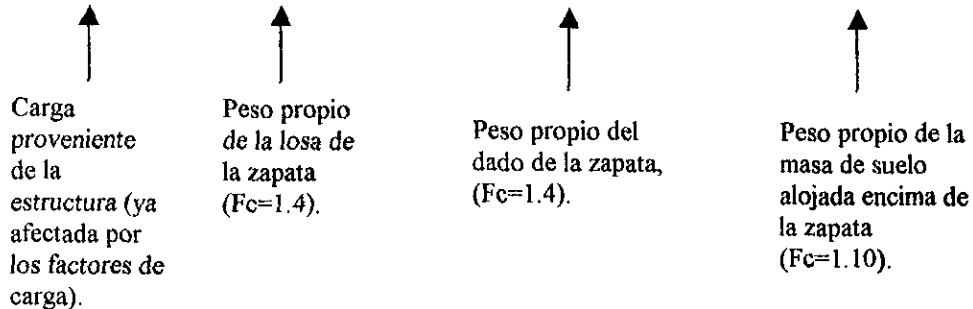 Carga
proveniente
de la
estructura (ya
afectada por
los factores de
carga).
Peso propio
de la losa de
la zapata
(Fc=1.4).
Peso propio del
dado de la zapata,
(Fc=1.4).
Peso propio de la
masa de suelo
alojada encima de
la zapata
(Fc=1.10).